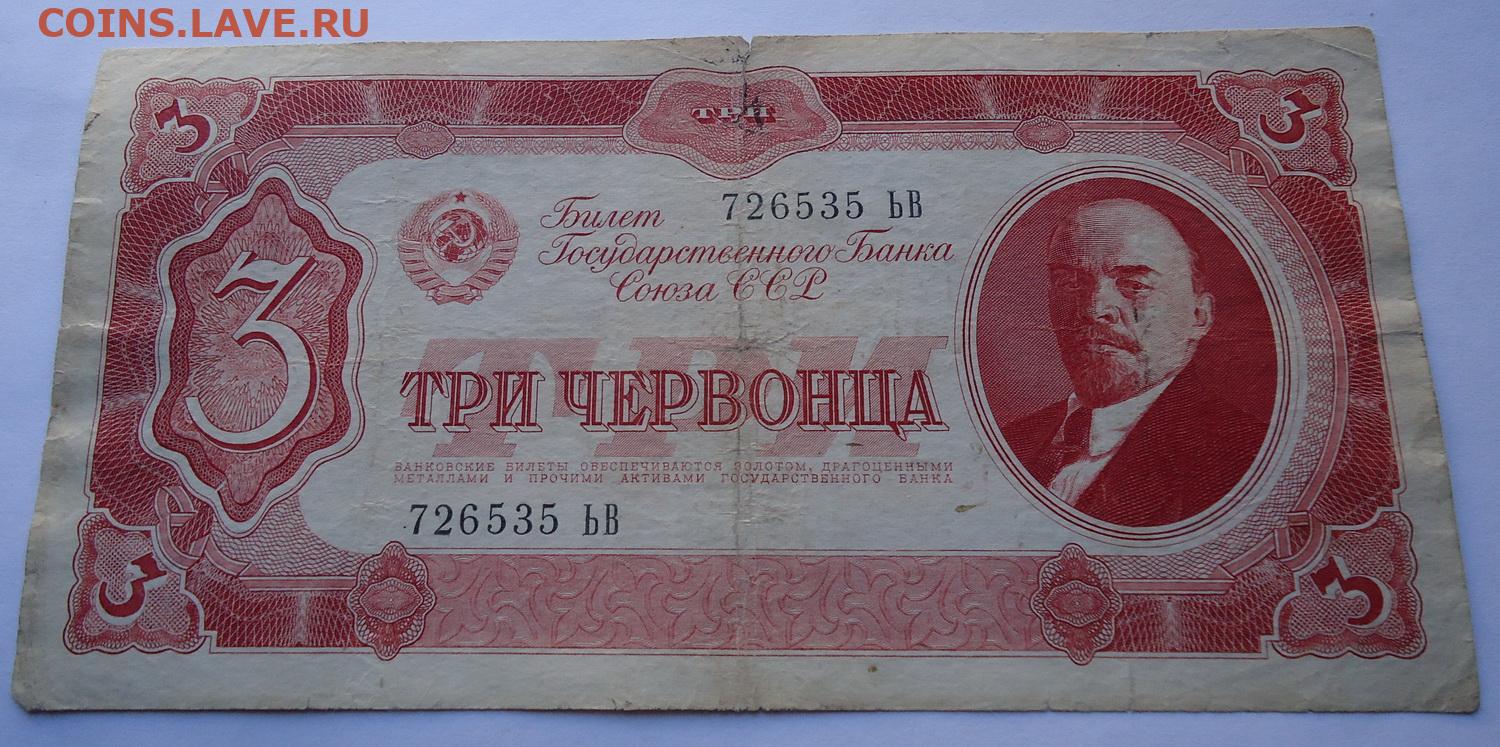 COINS.LAVE.RU
3
ТРИ
3
Билет 726535 ЬВ
Государственного Банка
Союза ССР
3
ТРИ
ТРИ ЧЕРВОНЦА
БАНКОВСКИЕ БИЛЕТЫ ОБЕСПЕЧИВАЮТСЯ ЗОЛОТОМ, ДРАГОЦЕННЫМИ
МЕТАЛЛАМИ И ПРОЧИМИ АКТИВАМИ ГОСУДАРСТВЕННОГО БАНКА
726535 ЬВ
3
3